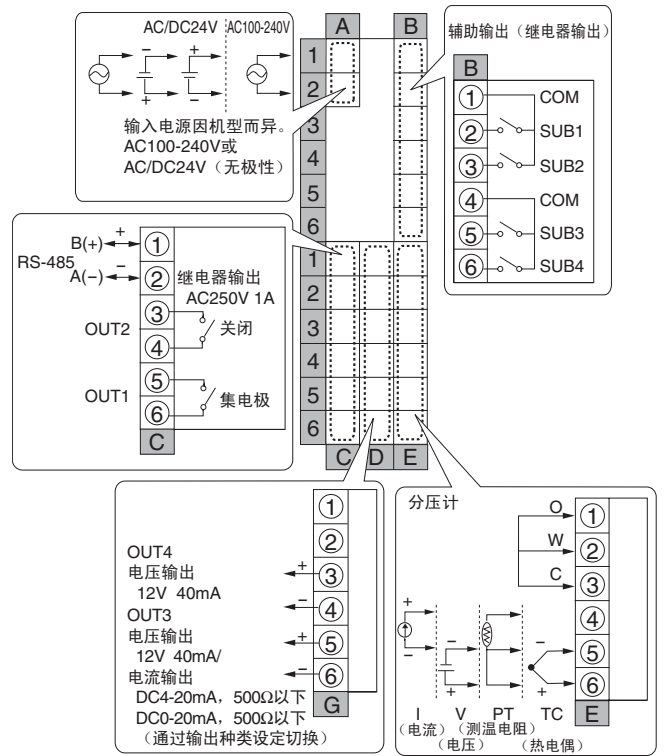 AC/DC24V AC100-240V
− + 
+ −
输入电源因机型而异。
AC100-240V或
AC/DC24V（无极性）
A B
1
2
3
4
5
6
1
2
3
4
5
6
C D E
辅助输出（继电器输出）
B
① COM
② SUB1
③ SUB2
④ COM
⑤ SUB3
⑥ SUB4
RS-485
B(+) + ①
A(−) − ②
继电器输出
AC250V 1A
OUT2 ③ ④ 关闭
OUT1 ⑤ ⑥ 集电极
C
①
②
OUT4
电压输出 + ③
12V 40mA
− ④
OUT3
电压输出 + ⑤
12V 40mA/
电流输出 − ⑥
DC4-20mA，500Ω以下
DC0-20mA，500Ω以下
（通过输出种类设定切换）
G
分压计
O ①
W ②
C ③
④
− ⑤
+ ⑥
+ −
− +
I V PT TC E
（电流） （测温电阻）
（电压） （热电偶）